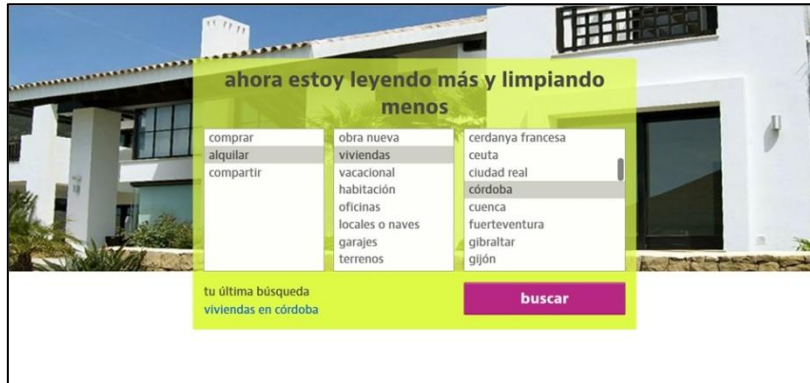 ahora estoy leyendo más y limpiando
menos
comprar
alquilar
compartir
obra nueva
viviendas
vacacional
habitación
oficinas
locales o naves
garajes
terrenos
cerdanya francesa
ceuta
ciudad real
córdoba
cuenca
fuerteventura
gibraltar
gijón
tu última búsqueda
viviendas en córdoba
buscar